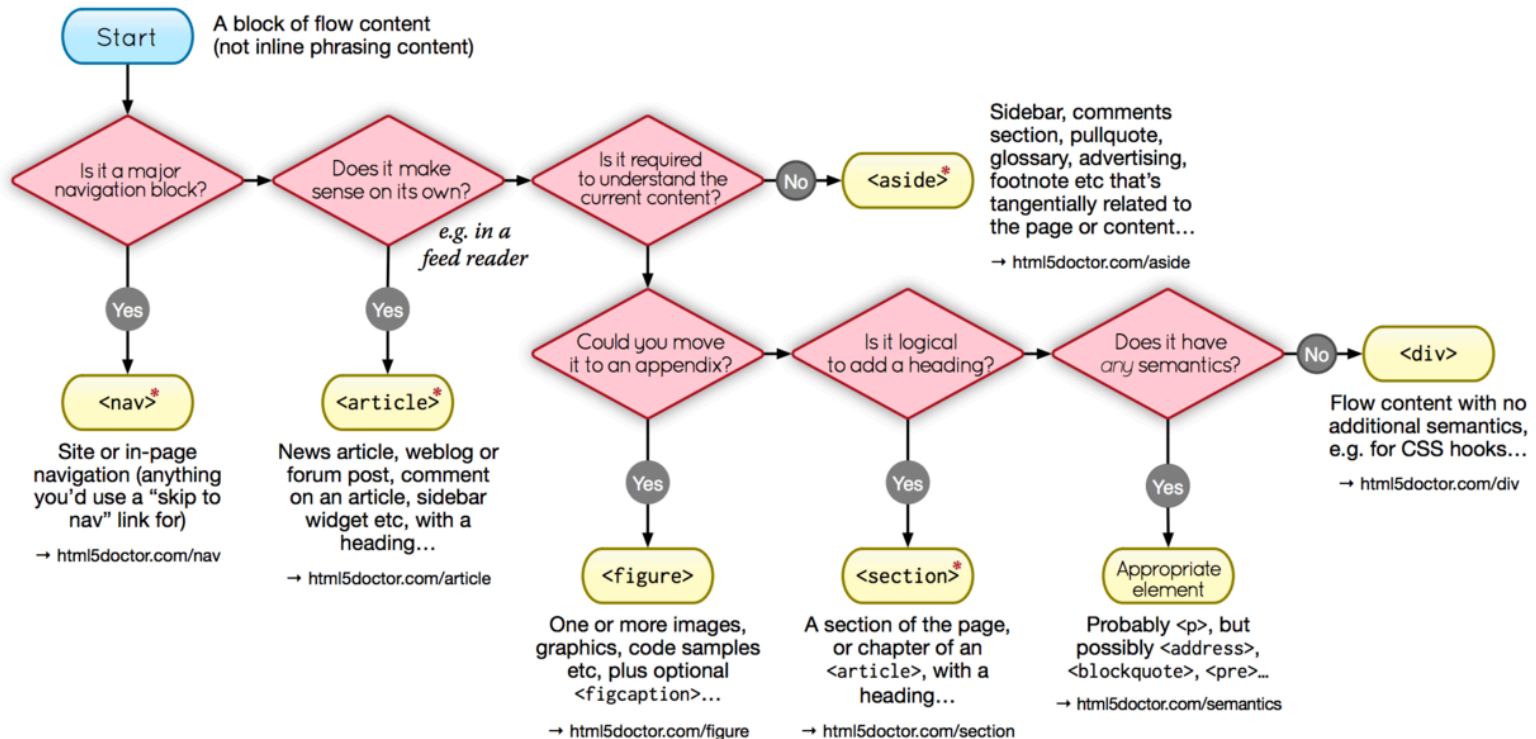 Start
A block of flow content
(not inline phrasing content)
Is it a major
navigation block?
Does it make
sense on its own?
e.g. in a
feed reader
Is it required
to understand the
current content?
No
<aside>*
Sidebar, comments
section, pullquote,
glossary, advertising,
footnote etc that’s
tangentially related to
the page or content…
→ html5doctor.com/aside
Yes
<nav>*
Site or in-page
navigation (anything
you’d use a “skip to
nav” link for)
→ html5doctor.com/nav
Yes
<article>*
News article, weblog or
forum post, comment
on an article, sidebar
widget etc, with a
heading…
→ html5doctor.com/article
Could you move
it to an appendix?
Is it logical
to add a heading?
Does it have
any semantics?
No
<div>
Flow content with no
additional semantics,
e.g. for CSS hooks…
→ html5doctor.com/div
Yes
<figure>
One or more images,
graphics, code samples
etc, plus optional
<figcaption>…
→ html5doctor.com/figure
Yes
<section>*
A section of the page,
or chapter of an
<article>, with a
heading…
→ html5doctor.com/section
Yes
Appropriate
element
Probably <p>, but
possibly <address>,
<blockquote>, <pre>…
→ html5doctor.com/semantics